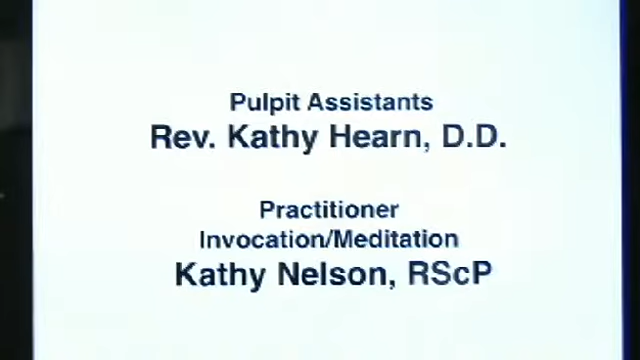 Pulpit Assistants
Rev. Kathy Hearn, D.D.
Practitioner
Invocation/Meditation
Kathy Nelson, RScP